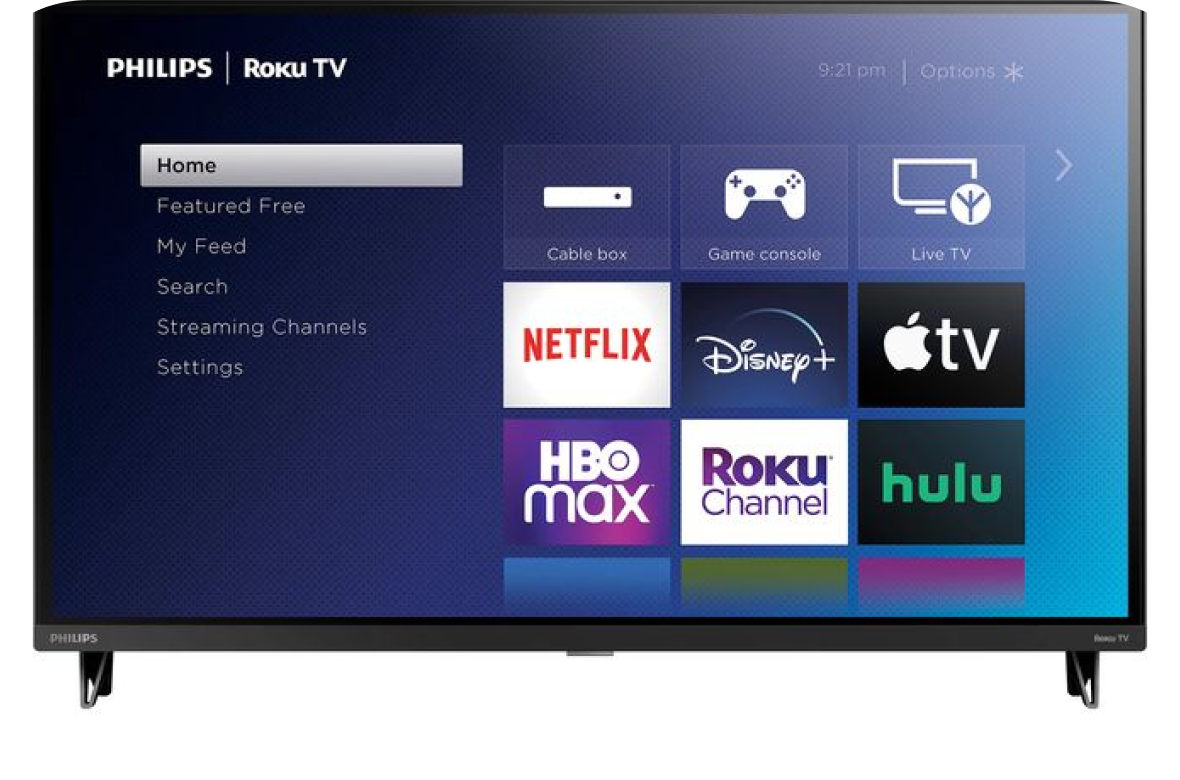 PHILIPS | ROKU TV
9:21 pm | Options
Home
Featured Free
My Feed
Search
Streaming Channels
Settings
Cable box
Game console
Live TV
NETFLIX
Disney+
tv
HBO
max
ROKU
Channel
hulu
PHILIPS
Roku TV